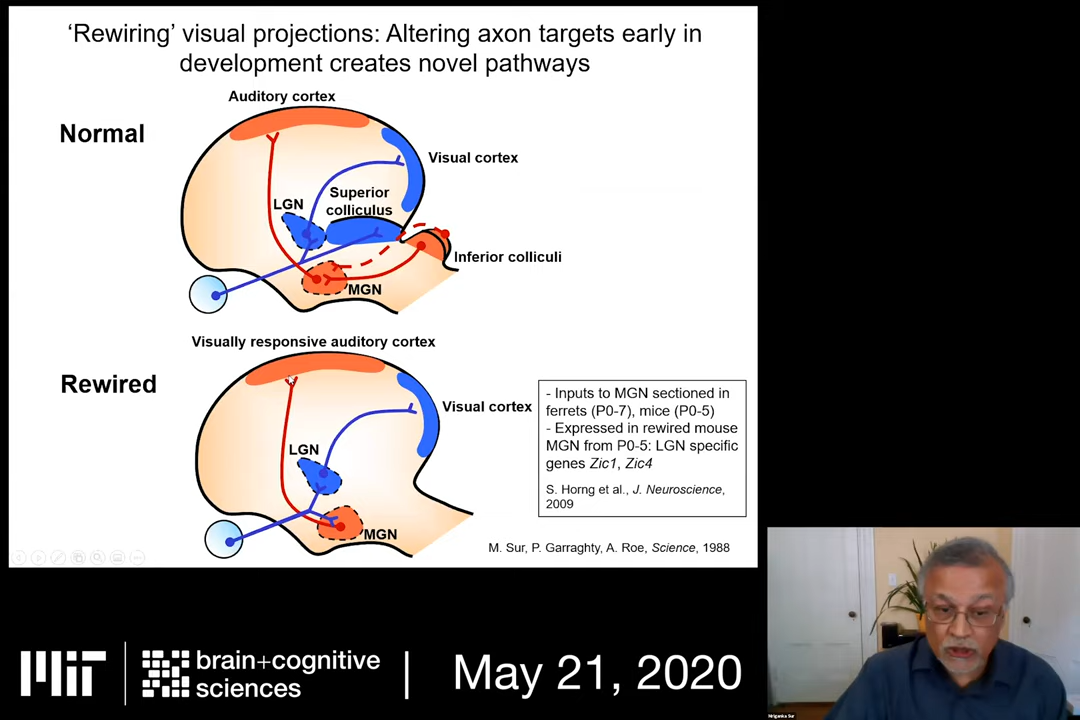 ‘Rewiring’ visual projections: Altering axon targets early in
development creates novel pathways
Auditory cortex
Normal
Visual cortex
Superior
colliculus
LGN
Inferior colliculi
MGN
Visually responsive auditory cortex
Rewired
Visual cortex
LGN
MGN
- Inputs to MGN sectioned in
ferrets (P0-7), mice (P0-5)
- Expressed in rewired mouse
MGN from P0-5: LGN specific
genes Zic1, Zic4
S. Horng et al., J. Neuroscience,
2009
M. Sur, P. Garraghty, A. Roe, Science, 1988
MIT
brain+cognitive
sciences
May 21, 2020
Mriganka Sur